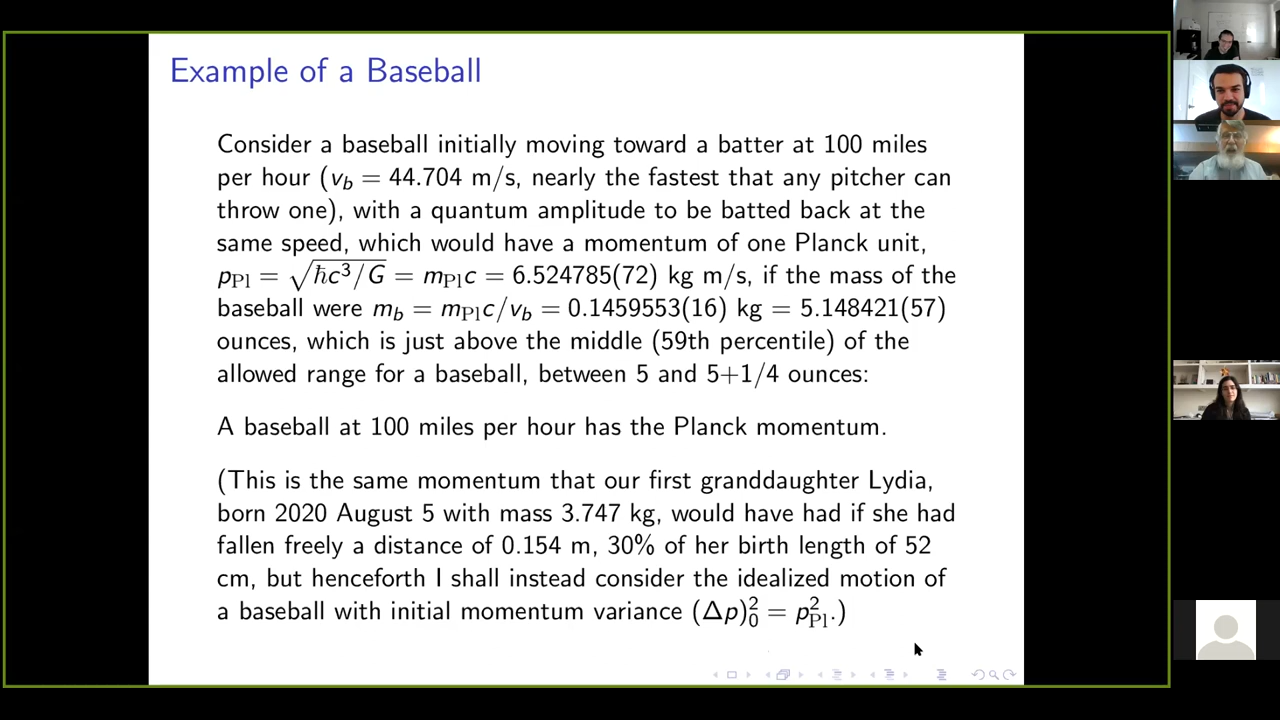 Example of a Baseball
Consider a baseball initially moving toward a batter at 100 miles
per hour (v_b = 44.704 m/s, nearly the fastest that any pitcher can
throw one), with a quantum amplitude to be batted back at the
same speed, which would have a momentum of one Planck unit,
p_Pl = √(ħc³/G) = m_Pl c = 6.524785(72) kg m/s, if the mass of the
baseball were m_b = m_Pl c/v_b = 0.1459553(16) kg = 5.148421(57)
ounces, which is just above the middle (59th percentile) of the
allowed range for a baseball, between 5 and 5+1/4 ounces:
A baseball at 100 miles per hour has the Planck momentum.
(This is the same momentum that our first granddaughter Lydia,
born 2020 August 5 with mass 3.747 kg, would have had if she had
fallen freely a distance of 0.154 m, 30% of her birth length of 52
cm, but henceforth I shall instead consider the idealized motion of
a baseball with initial momentum variance (Δp)²₀ = p²_Pl.)